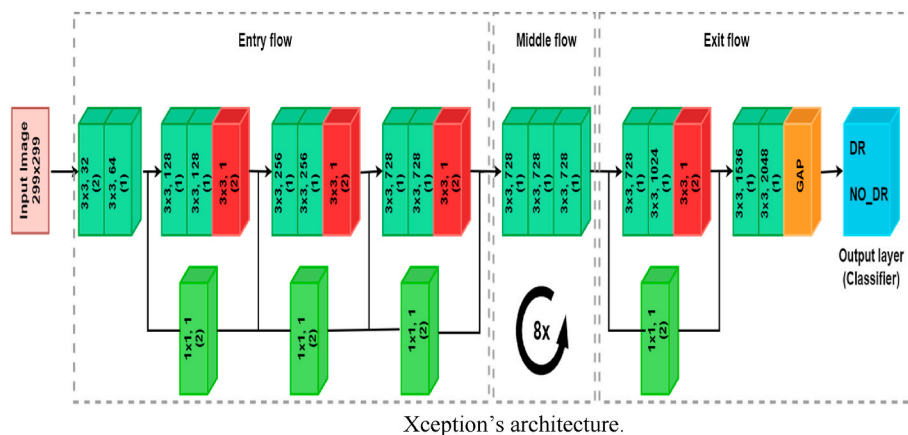 Entry flow
Middle flow
Exit flow
Input Image
299x299
3x3, 32
(2)
3x3, 64
(1)
3x3, 128
(1)
3x3, 128
(1)
3x3, 1
(2)
3x3, 256
(1)
3x3, 256
(1)
3x3, 1
(2)
3x3, 728
(1)
3x3, 728
(1)
3x3, 1
(2)
3x3, 728
(1)
3x3, 728
(1)
3x3, 728
(1)
3x3, 728
(1)
3x3, 1024
(1)
3x3, 1
(2)
3x3, 1536
(1)
3x3, 2048
(1)
GAP
DR
NO_DR
Output layer
(Classifier)
1x1, 1
(2)
1x1, 1
(2)
1x1, 1
(2)
8x
1x1, 1
(2)
Xception's architecture.